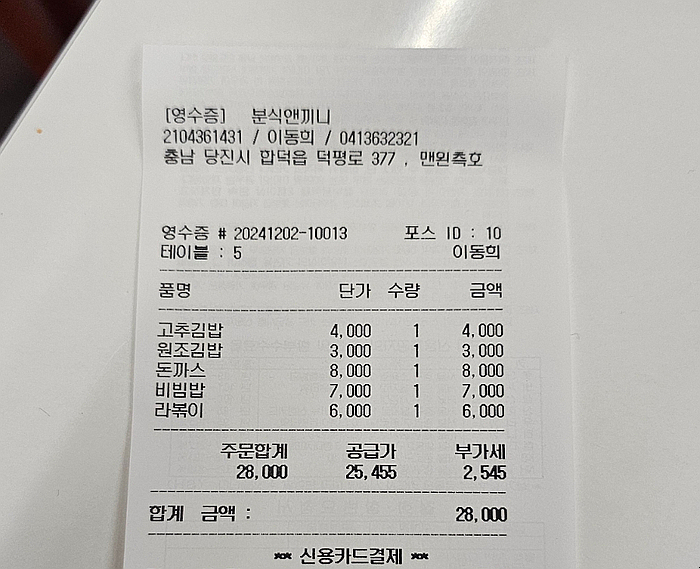 [영수증] 분식앤끼니
2104361431 / 이동희 / 0413632321
충남 당진시 합덕읍 덕평로 377 , 맨왼측호
영수증 # 20241202-10013 포스 ID : 10
테이블 : 5 이동희
품명 단가 수량 금액
고추김밥 4,000 1 4,000
원조김밥 3,000 1 3,000
돈까스 8,000 1 8,000
비빔밥 7,000 1 7,000
라볶이 6,000 1 6,000
주문합계 공급가 부가세
28,000 25,455 2,545
합계 금액 : 28,000
** 신용카드결제 **